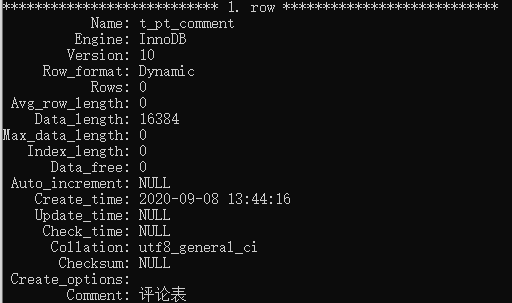 *************************** 1. row ***************************
Name: t_pt_comment
Engine: InnoDB
Version: 10
Row_format: Dynamic
Rows: 0
Avg_row_length: 0
Data_length: 16384
Max_data_length: 0
Index_length: 0
Data_free: 0
Auto_increment: NULL
Create_time: 2020-09-08 13:44:16
Update_time: NULL
Check_time: NULL
Collation: utf8_general_ci
Checksum: NULL
Create_options:
Comment: 评论表